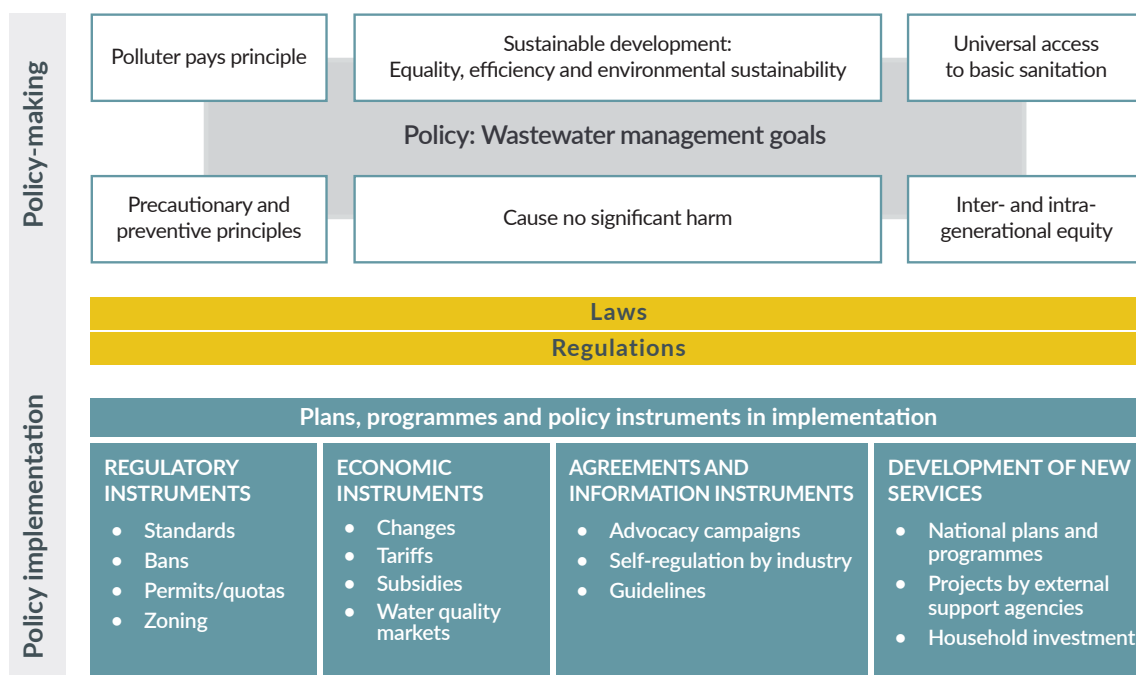 Policy-making
Polluter pays principle
Sustainable development:
Equality, efficiency and environmental sustainability
Universal access
to basic sanitation
Policy: Wastewater management goals
Precautionary and
preventive principles
Cause no significant harm
Inter- and intra-
generational equity
Laws
Regulations
Policy implementation
Plans, programmes and policy instruments in implementation
REGULATORY
INSTRUMENTS
• Standards
• Bans
• Permits/quotas
• Zoning
ECONOMIC
INSTRUMENTS
• Changes
• Tariffs
• Subsidies
• Water quality
markets
AGREEMENTS AND
INFORMATION INSTRUMENTS
• Advocacy campaigns
• Self-regulation by industry
• Guidelines
DEVELOPMENT OF NEW
SERVICES
• National plans and
programmes
• Projects by external
support agencies
• Household investment